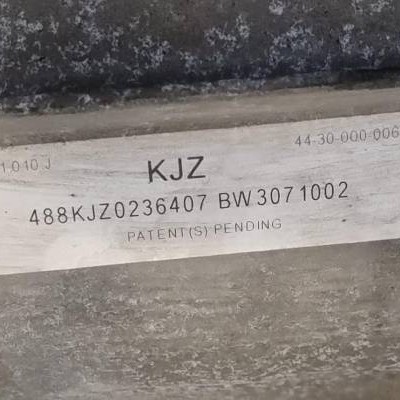 1 010 J KJZ 44-30-000-006
488KJZ0236407 BW3071002
PATENT(S) PENDING